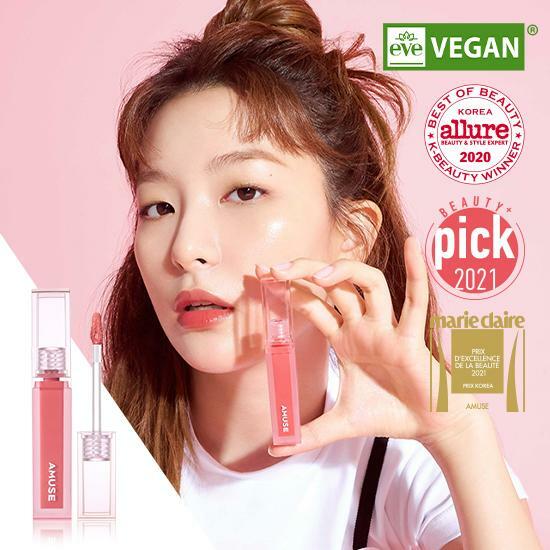 eve VEGAN®
BEST OF BEAUTY
KOREA
allure
BEAUTY & STYLE EXPERT
2020
K-BEAUTY WINNER
BEAUTY+
pick
2021
marie claire
PRIX
D'EXCELLENCE
DE LA BEAUTÉ
2021
PRIX KOREA
AMUSE
AMUSE
AMUSE